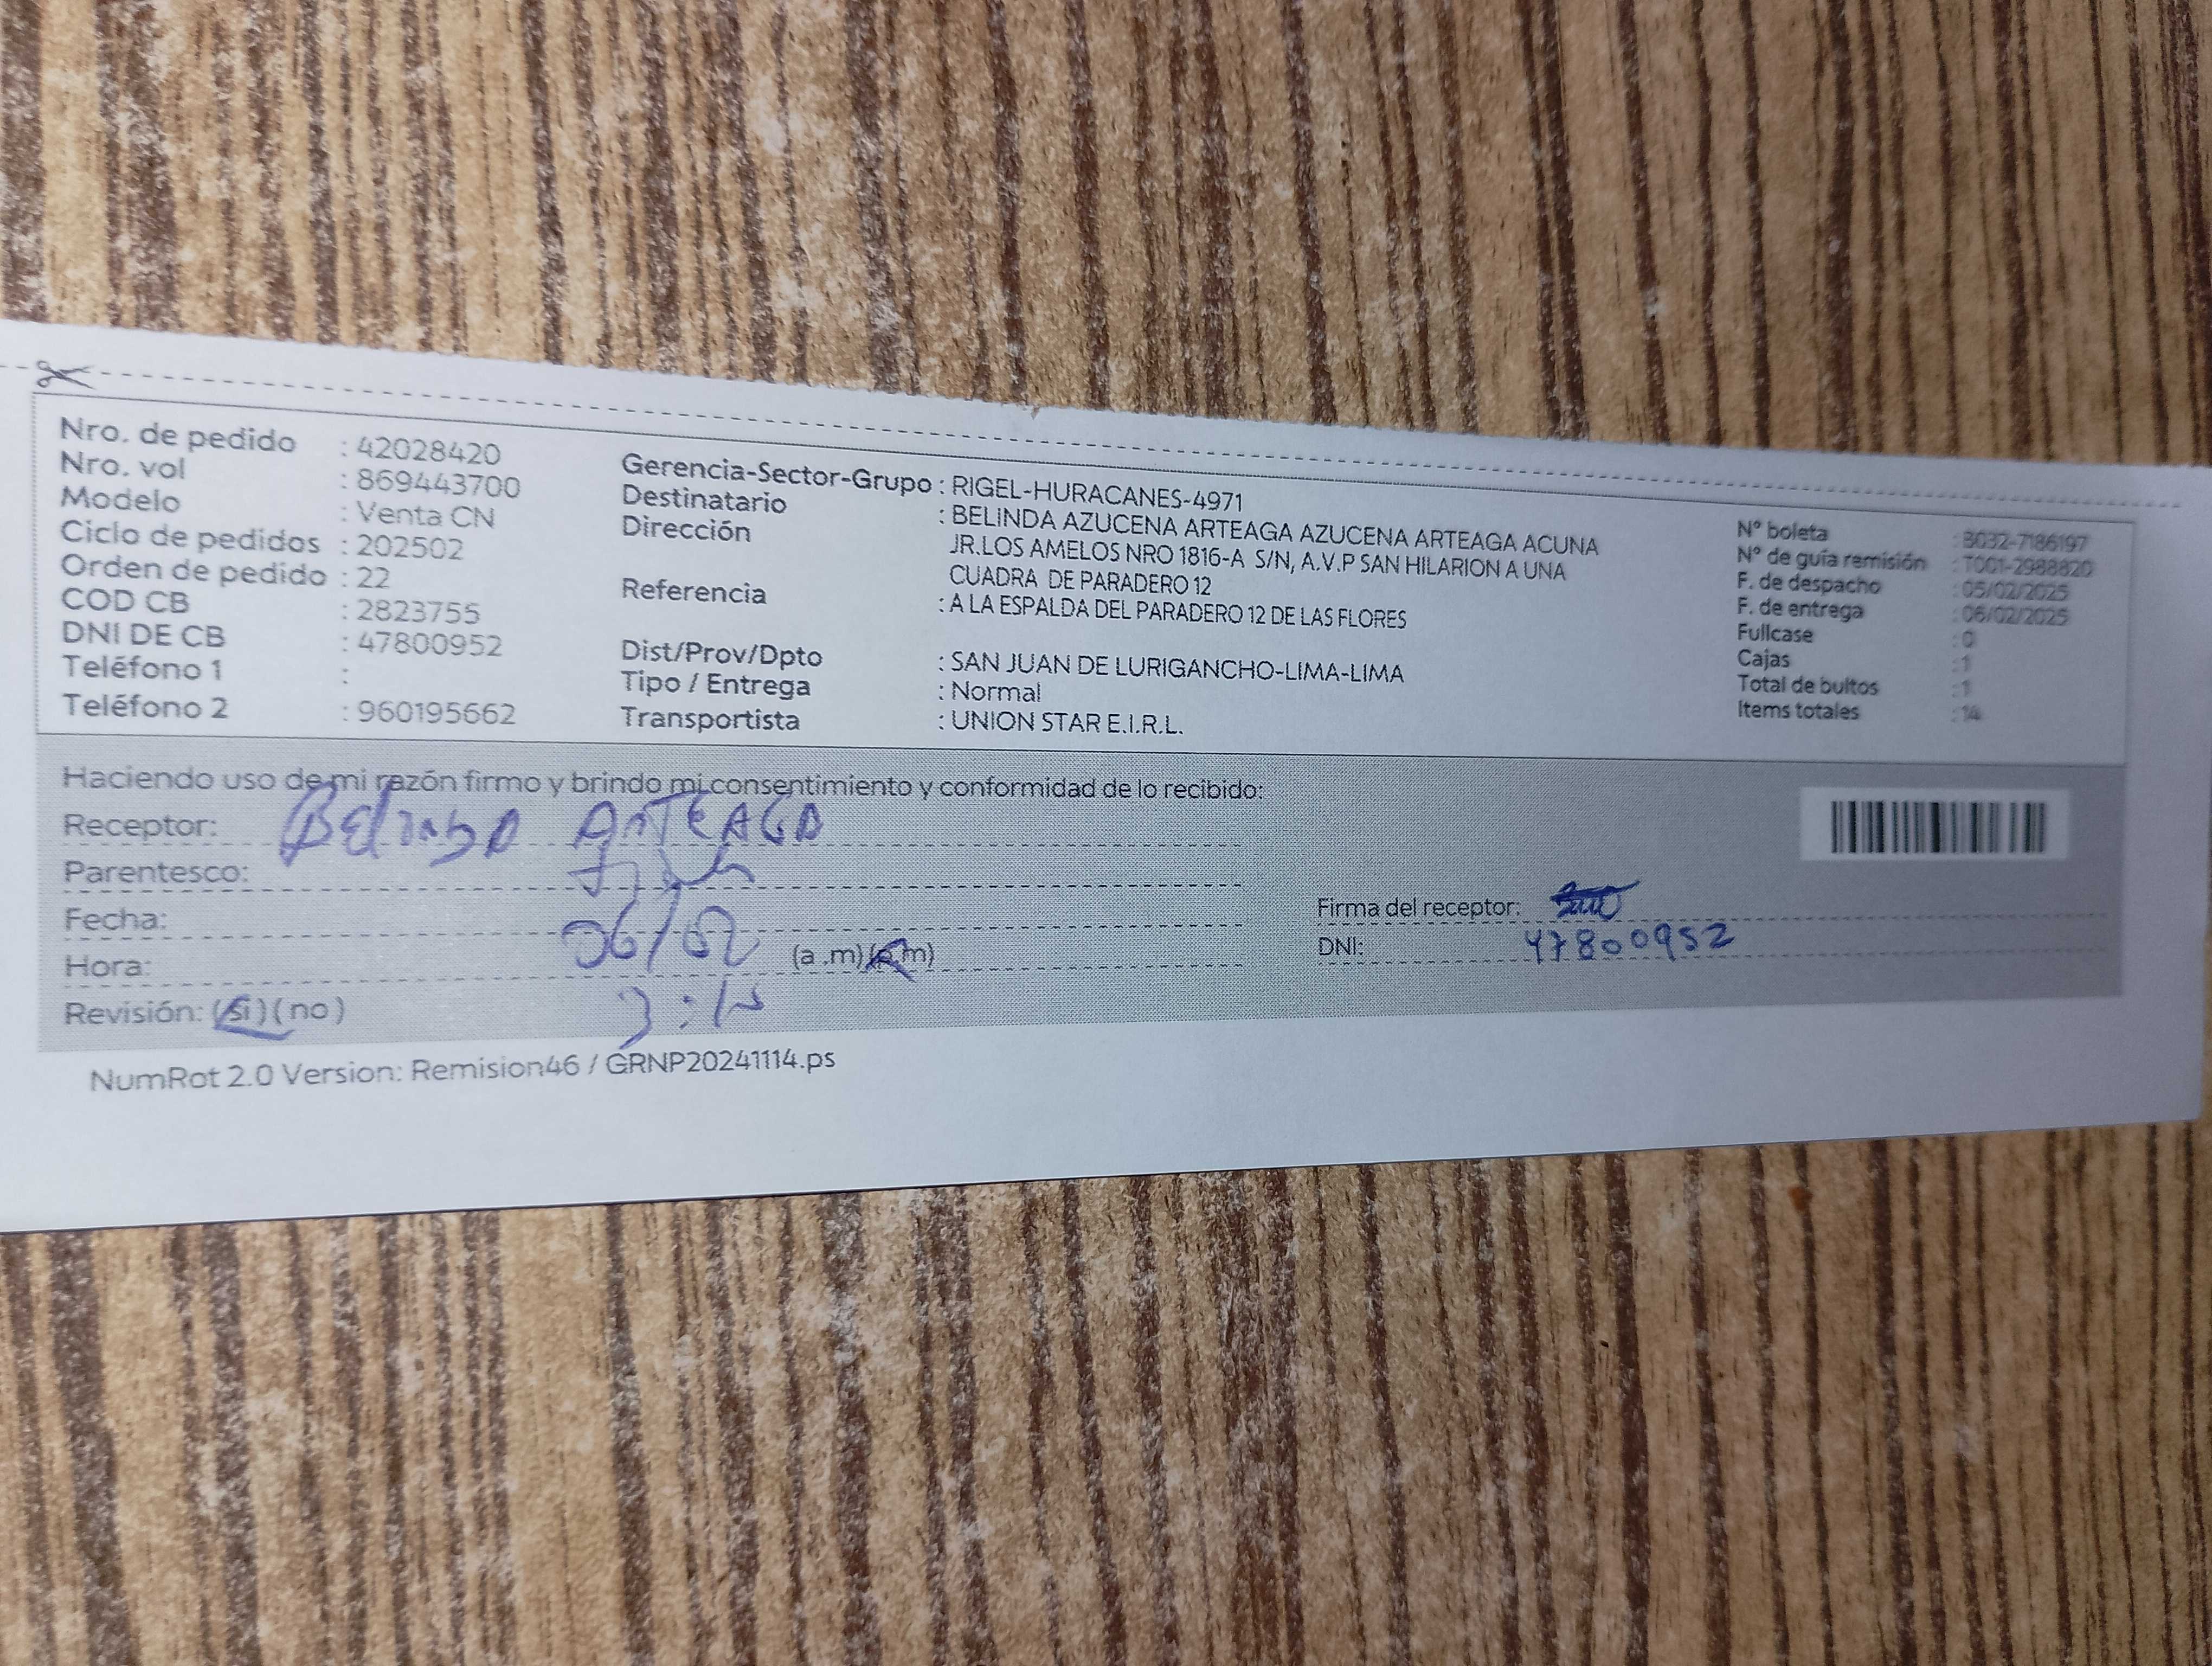 Nro. de pedido : 42028420
Nro. vol : 869443700
Modelo : Venta CN
Ciclo de pedidos : 202502
Orden de pedido : 22
COD CB : 2823755
DNI DE CB : 47800952
Teléfono 1 :
Teléfono 2 : 960195662
Gerencia-Sector-Grupo : RIGEL-HURACANES-4971
Destinatario : BELINDA AZUCENA ARTEAGA AZUCENA ARTEAGA ACUNA
Dirección JR.LOS AMELOS NRO 1816-A S/N, A.V.P SAN HILARION A UNA
CUADRA DE PARADERO 12
Referencia : A LA ESPALDA DEL PARADERO 12 DE LAS FLORES
Dist/Prov/Dpto : SAN JUAN DE LURIGANCHO-LIMA-LIMA
Tipo / Entrega : Normal
Transportista : UNION STAR E.I.R.L.
N° boleta : B032-7186197
N° de guía remisión : T001-2988820
F. de despacho : 05/02/2025
F. de entrega : 06/02/2025
Fullcase : 0
Cajas : 1
Total de bultos : 1
Items totales : 14
Haciendo uso de mi razón firmo y brindo mi consentimiento y conformidad de lo recibido:
Receptor: BElinDA ARTEAGA
Parentesco:
Fecha: 06/02
Hora: (a .m)(p.m)
3:15
Revisión: (si)(no)
Firma del receptor:
DNI: 47800952
NumRot 2.0 Version: Remision46 / GRNP20241114.ps